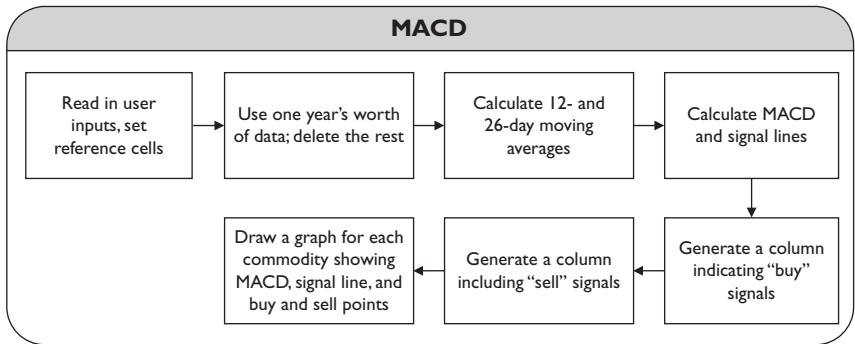 MACD
Read in user
inputs, set
reference cells
Use one year's worth
of data; delete the rest
Calculate 12- and
26-day moving
averages
Calculate MACD
and signal lines
Generate a column
indicating “buy”
signals
Generate a column
including “sell” signals
Draw a graph for each
commodity showing
MACD, signal line, and
buy and sell points